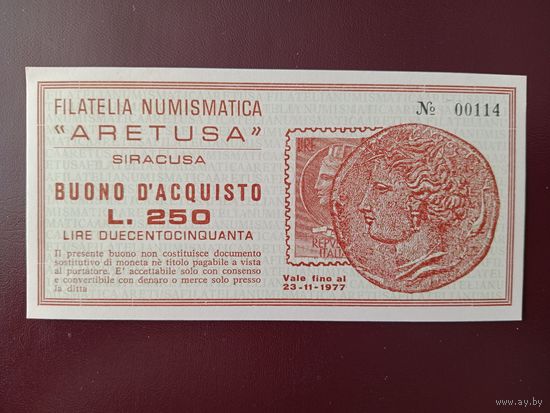 FILATELIA NUMISMATICA
"ARETUSA"
SIRACUSA
BUONO D'ACQUISTO
L. 250
LIRE DUECENTOCINQUANTA
Il presente buono non costituisce documento
sostitutivo di moneta nè titolo pagabile a vista
al portatore. E' accettabile solo con consenso
e convertibile con denaro o merce solo presso
la ditta
№ 00114
LIRE
REPVBBLICA
ITALIANA
Vale fino al
23-11-1977
www.ay.by